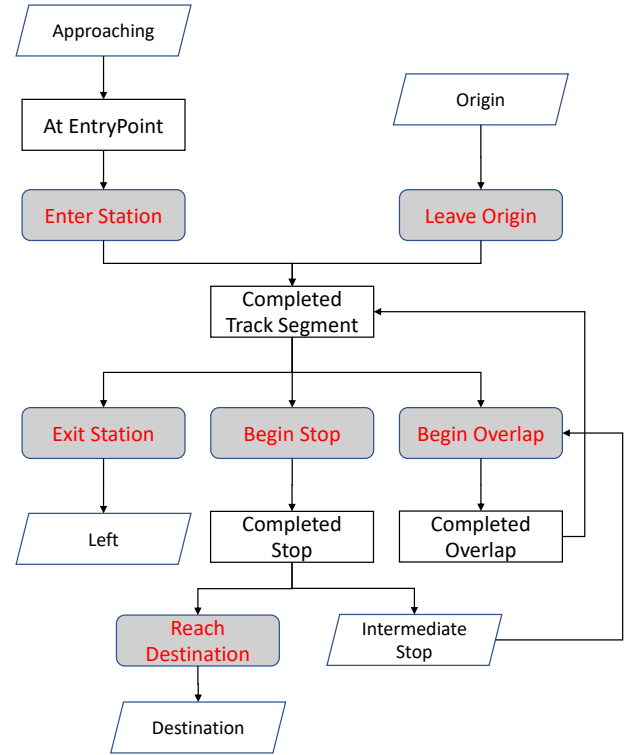 Approaching
Origin
At EntryPoint
Enter Station
Leave Origin
Completed
Track Segment
Exit Station
Begin Stop
Begin Overlap
Left
Completed
Stop
Completed
Overlap
Reach
Destination
Intermediate
Stop
Destination